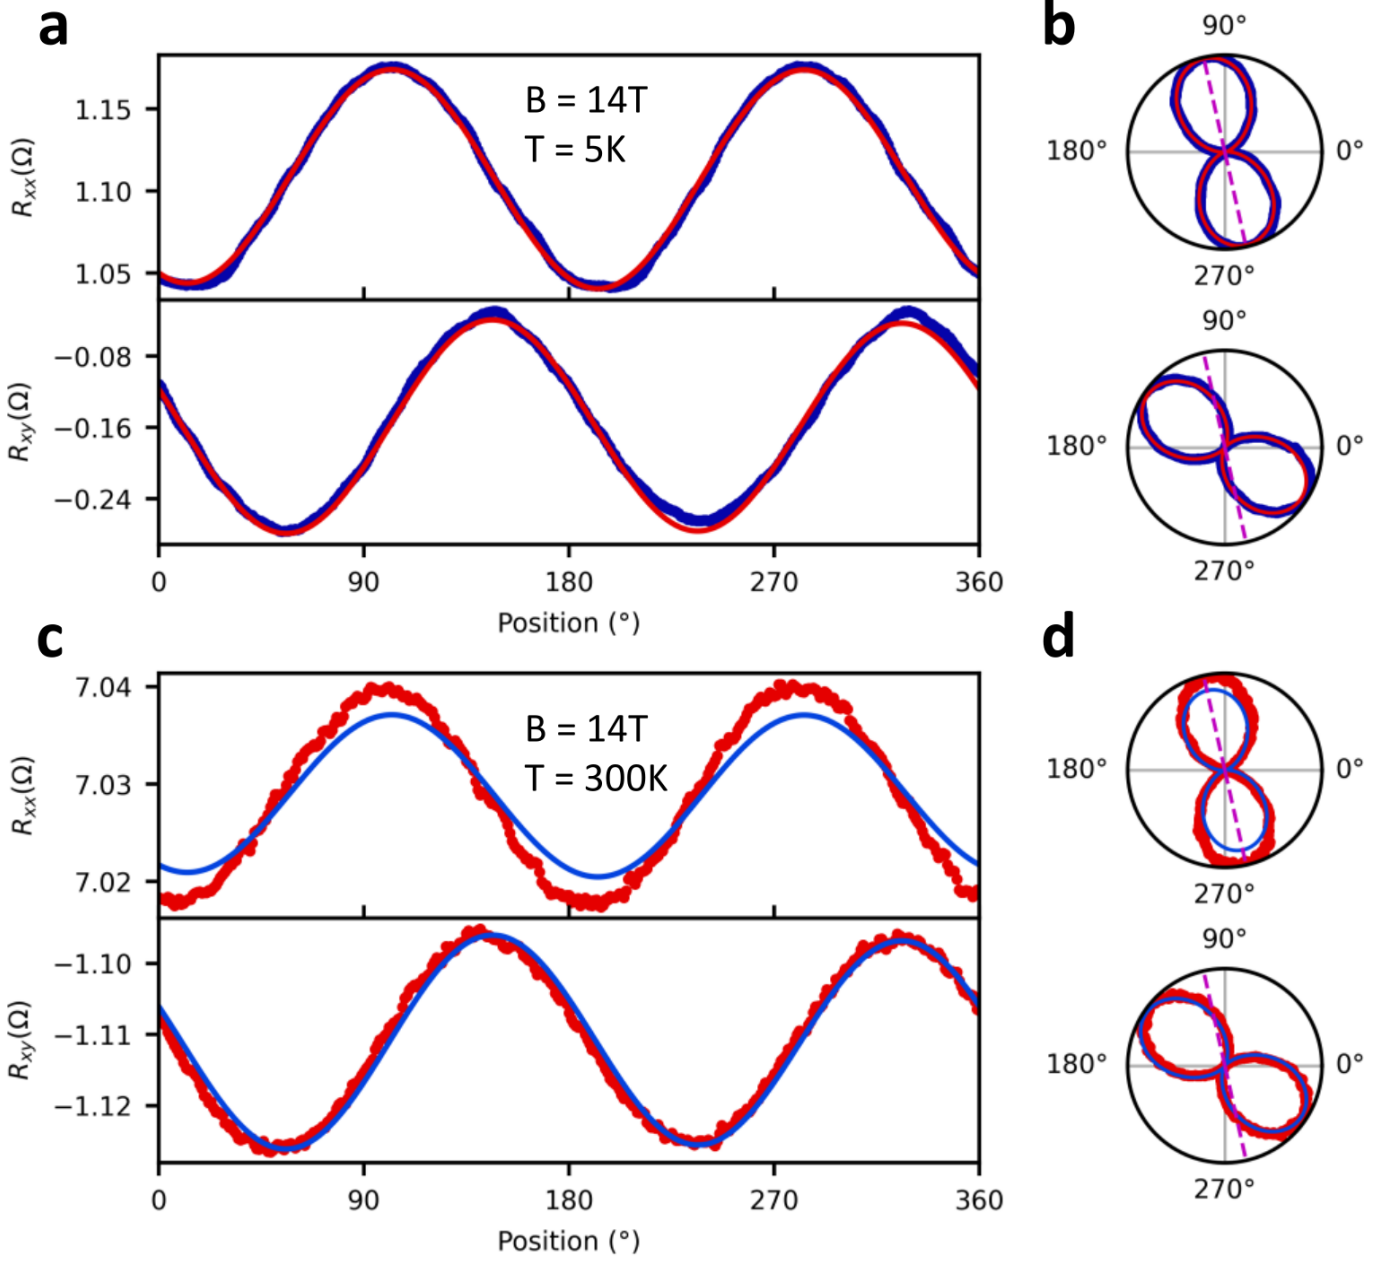 a
b
1.15
1.10
1.05
Rxx(Ω)
B = 14T
T = 5K
−0.08
−0.16
−0.24
Rxy(Ω)
0 90 180 270 360
Position (°)
90°
180° 0°
270°
90°
180° 0°
270°
c
d
7.04
7.03
7.02
Rxx(Ω)
B = 14T
T = 300K
−1.10
−1.11
−1.12
Rxy(Ω)
0 90 180 270 360
Position (°)
90°
180° 0°
270°
90°
180° 0°
270°